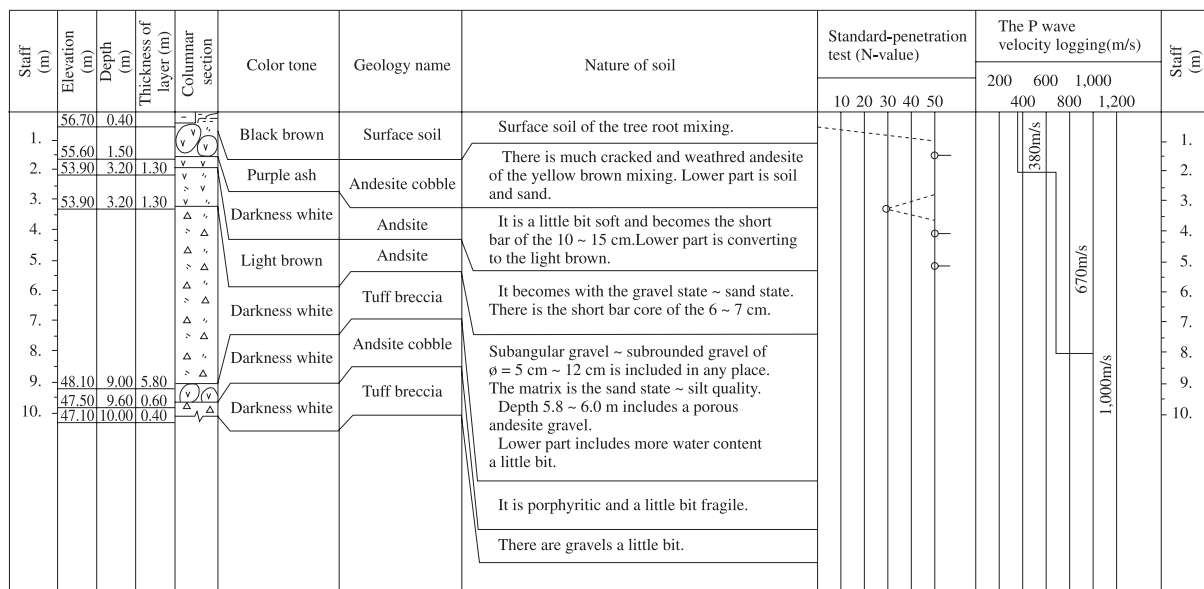 Staff (m)
Elevation (m)
Depth (m)
Thickness of layer (m)
Columnar section
Color tone
Geology name
Nature of soil
Standard-penetration test (N-value)
10 20 30 40 50
The P wave velocity logging(m/s)
200 600 1,000
400 800 1,200
Staff (m)
1.
2.
3.
4.
5.
6.
7.
8.
9.
10.
56.70 0.40
55.60 1.50
53.90 3.20 1.30
53.90 3.20 1.30
48.10 9.00 5.80
47.50 9.60 0.60
47.10 10.00 0.40
Black brown
Purple ash
Darkness white
Light brown
Darkness white
Darkness white
Darkness white
Surface soil
Andesite cobble
Andsite
Andsite
Tuff breccia
Andesite cobble
Tuff breccia
Surface soil of the tree root mixing.
There is much cracked and weathred andesite
of the yellow brown mixing. Lower part is soil
and sand.
It is a little bit soft and becomes the short
bar of the 10 ~ 15 cm.Lower part is converting
to the light brown.
It becomes with the gravel state ~ sand state.
There is the short bar core of the 6 ~ 7 cm.
Subangular gravel ~ subrounded gravel of
ø = 5 cm ~ 12 cm is included in any place.
The matrix is the sand state ~ silt quality.
Depth 5.8 ~ 6.0 m includes a porous
andesite gravel.
Lower part includes more water content
a little bit.
It is porphyritic and a little bit fragile.
There are gravels a little bit.
380m/s
670m/s
1,000m/s
1.
2.
3.
4.
5.
6.
7.
8.
9.
10.